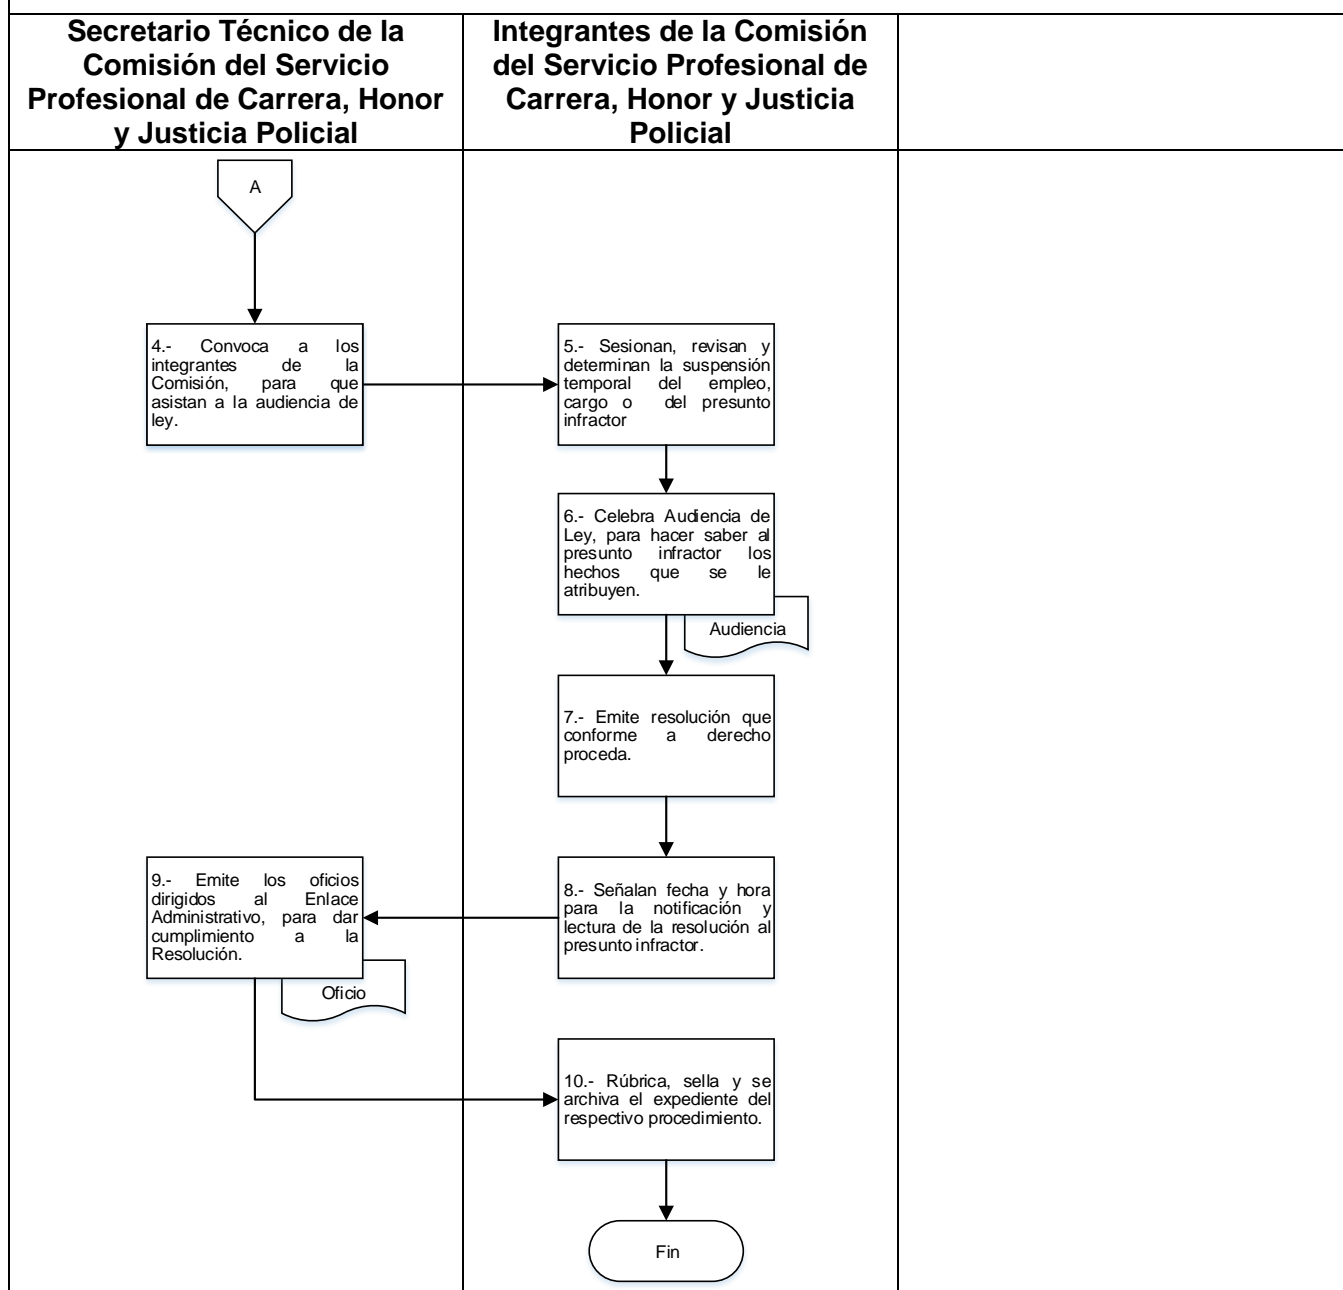 Secretario Técnico de la
Comisión del Servicio
Profesional de Carrera, Honor
y Justicia Policial
Integrantes de la Comisión
del Servicio Profesional de
Carrera, Honor y Justicia
Policial
A
4.- Convoca a los
integrantes de la
Comisión, para que
asistan a la audiencia de
ley.
5.- Sesionan, revisan y
determinan la suspensión
temporal del empleo,
cargo o del presunto
infractor
6.- Celebra Audiencia de
Ley, para hacer saber al
presunto infractor los
hechos que se le
atribuyen.
Audiencia
7.- Emite resolución que
conforme a derecho
proceda.
8.- Señalan fecha y hora
para la notificación y
lectura de la resolución al
presunto infractor.
9.- Emite los oficios
dirigidos al Enlace
Administrativo, para dar
cumplimiento a la
Resolución.
Oficio
10.- Rúbrica, sella y se
archiva el expediente del
respectivo procedimiento.
Fin